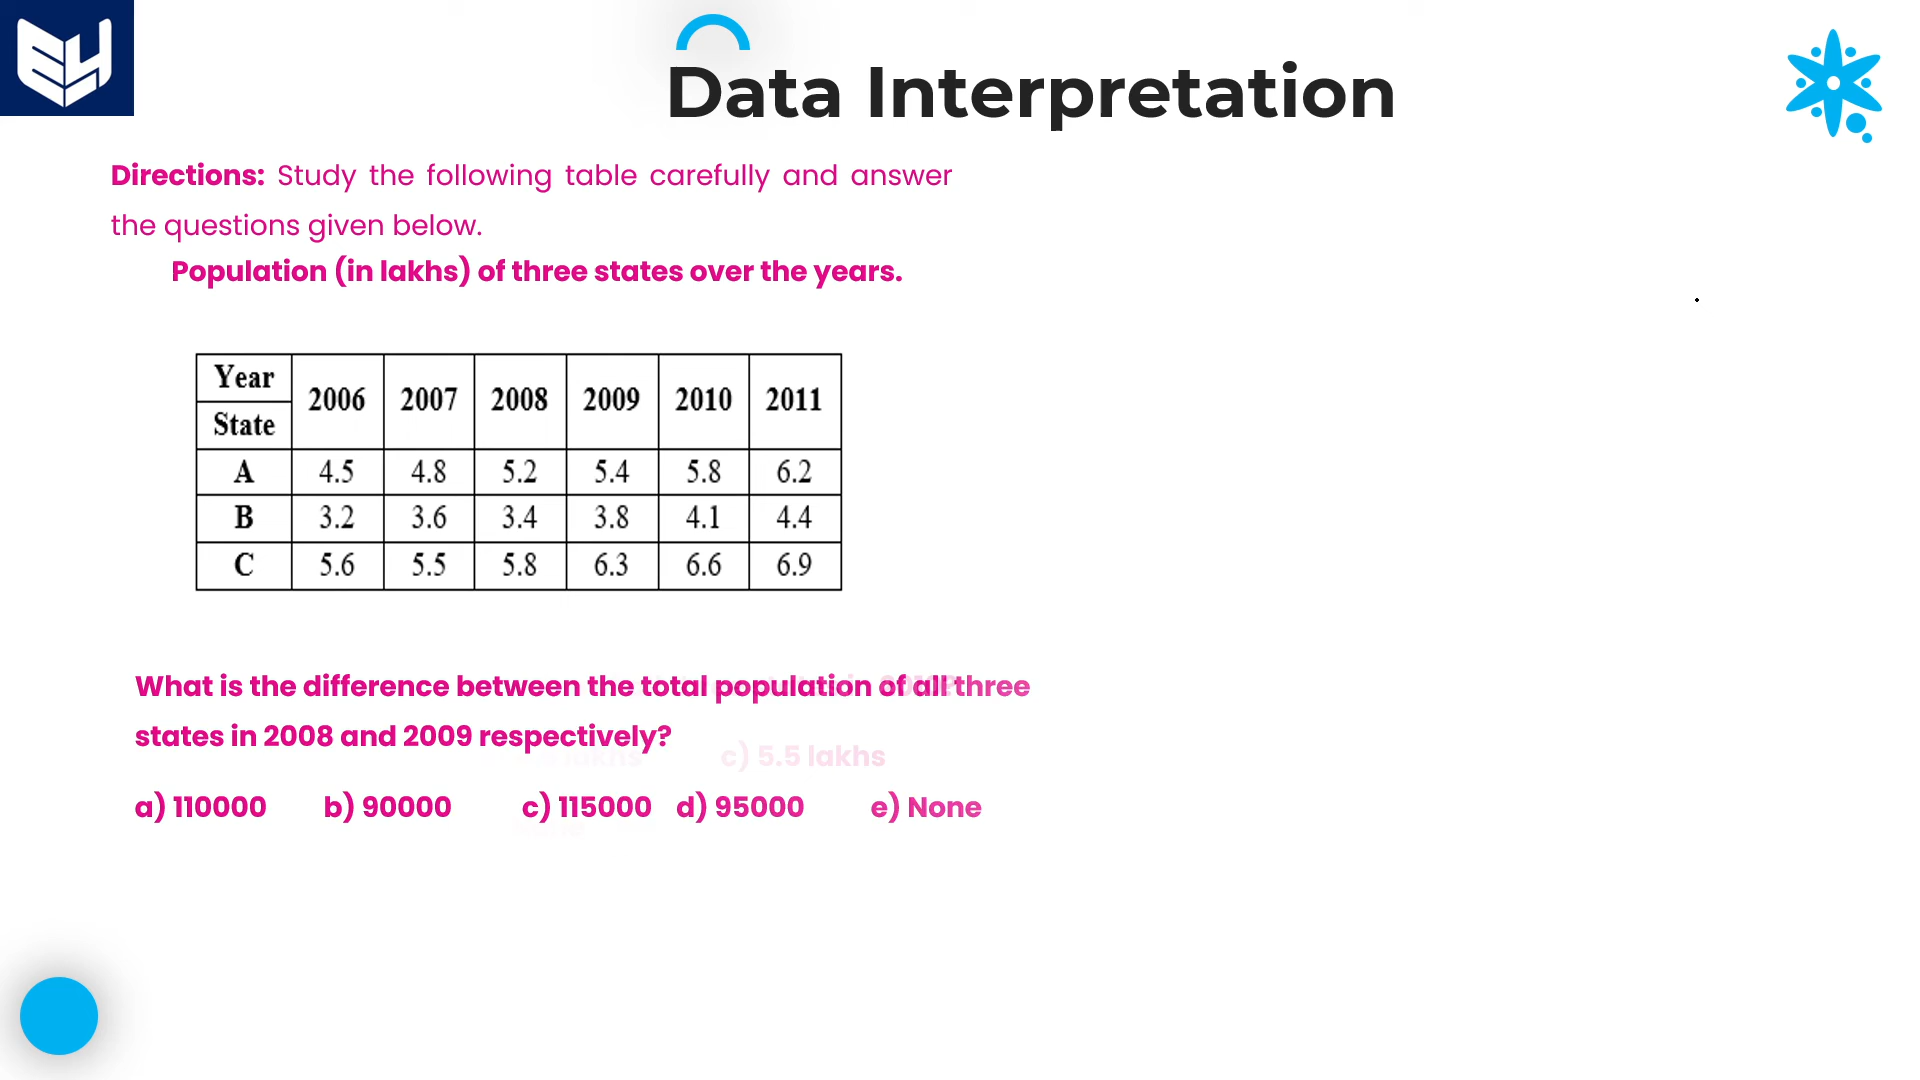 Data Interpretation
Directions: Study the following table carefully and answer
the questions given below.
Population (in lakhs) of three states over the years.
Year
State
2006 2007 2008 2009 2010 2011
A 4.5 4.8 5.2 5.4 5.8 6.2
B 3.2 3.6 3.4 3.8 4.1 4.4
C 5.6 5.5 5.8 6.3 6.6 6.9
What is the difference between the total population of all three
states in 2008 and 2009 respectively?
c) 5.5 lakhs
a) 110000 b) 90000 c) 115000 d) 95000 e) None